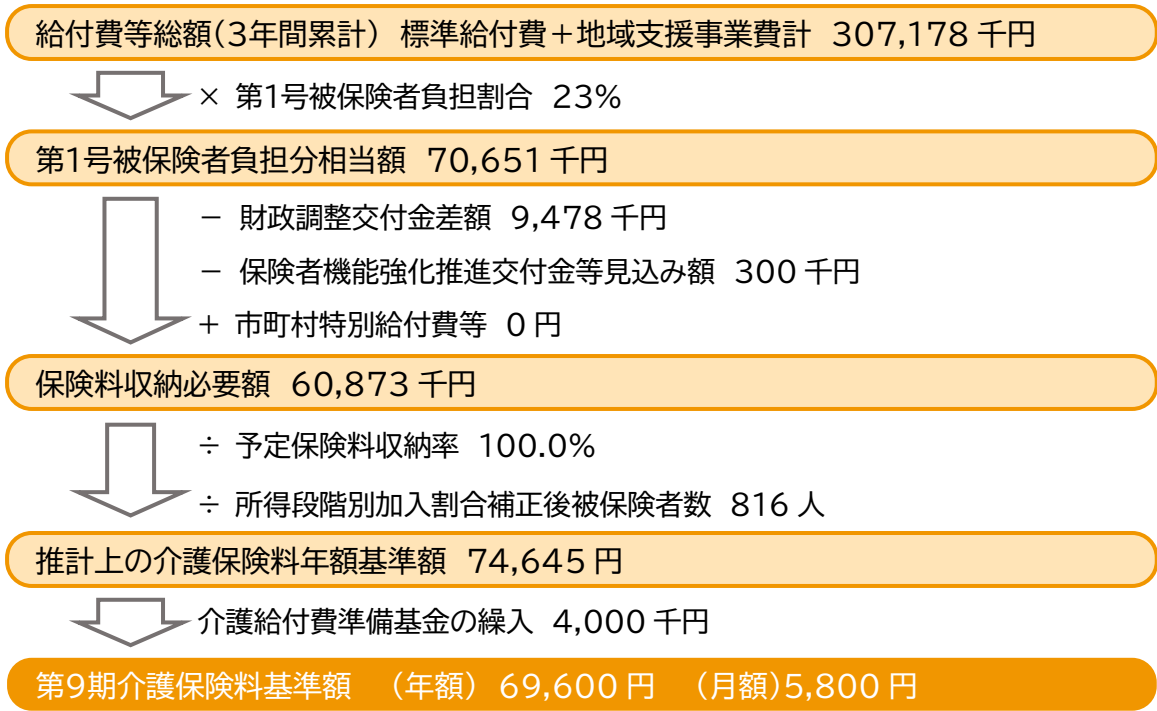 給付費等総額(3年間累計) 標準給付費+地域支援事業費計 307,178 千円
× 第1号被保険者負担割合 23%
第1号被保険者負担分相当額 70,651 千円
- 財政調整交付金差額 9,478 千円
- 保険者機能強化推進交付金等見込み額 300 千円
+ 市町村特別給付費等 0 円
保険料収納必要額 60,873 千円
÷ 予定保険料収納率 100.0%
÷ 所得段階別加入割合補正後被保険者数 816 人
推計上の介護保険料年額基準額 74,645 円
介護給付費準備基金の繰入 4,000 千円
第9期介護保険料基準額 (年額) 69,600 円 (月額)5,800 円